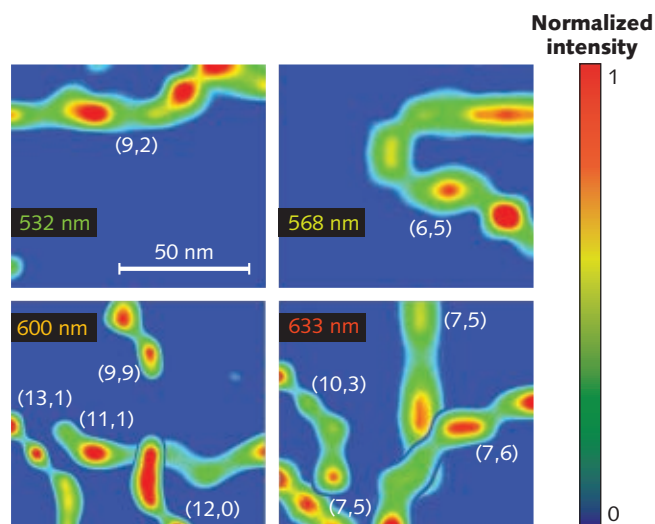 Normalized
intensity
1
0
(9,2)
532 nm
50 nm
568 nm
(6,5)
600 nm
(9,9)
(13,1)
(11,1)
(12,0)
633 nm
(7,5)
(10,3)
(7,6)
(7,5)